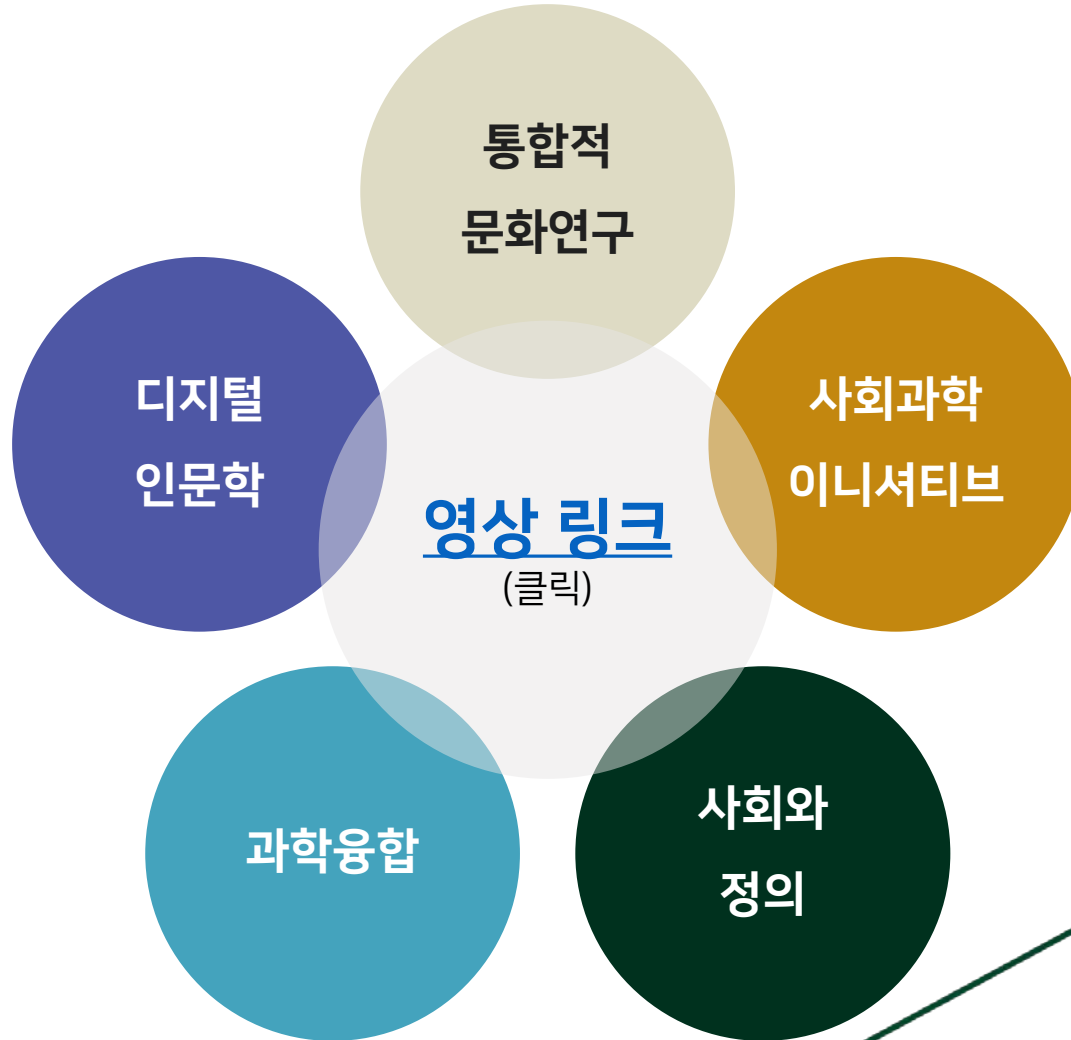 통합적
문화연구
디지털
인문학
사회과학
이니셔티브
영상 링크
(클릭)
과학융합
사회와
정의